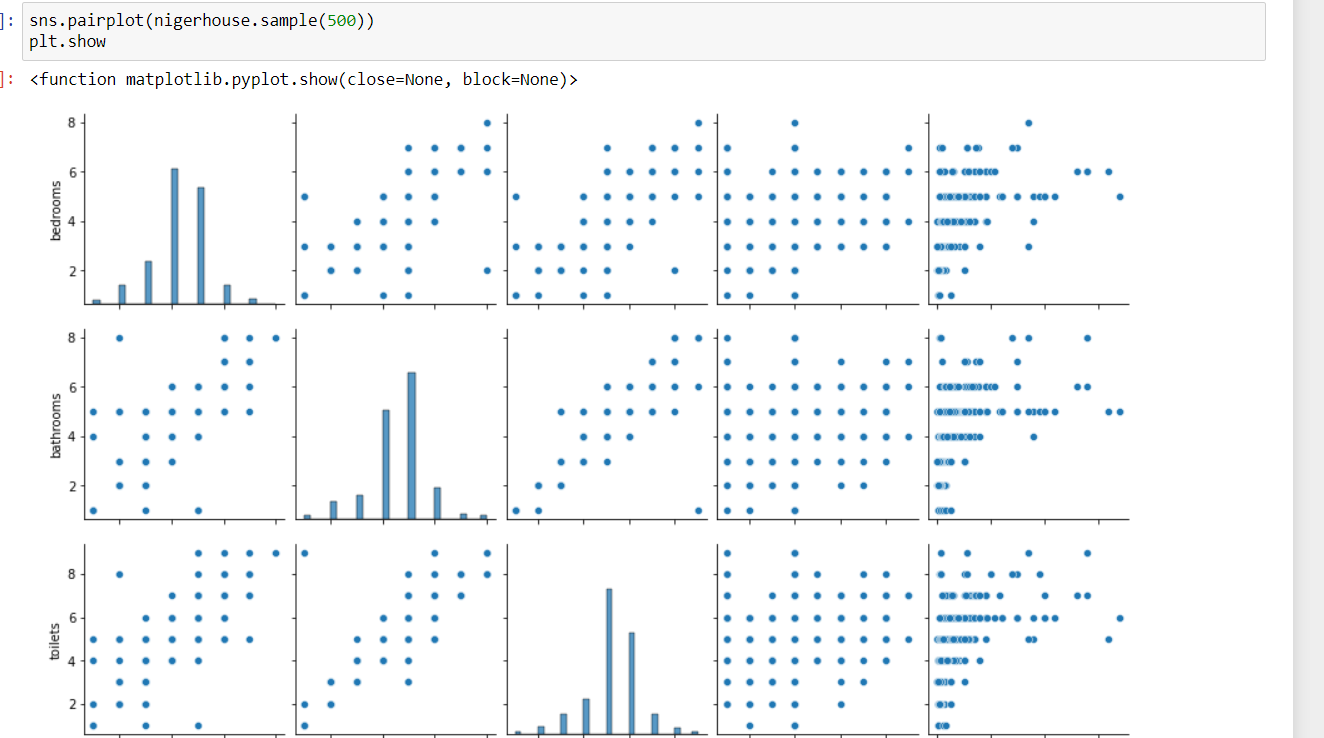 ]: sns.pairplot(nigerhouse.sample(500))
plt.show
]: <function matplotlib.pyplot.show(close=None, block=None)>
8
6
4
2
bedrooms
8
6
4
2
bathrooms
8
6
4
2
toilets